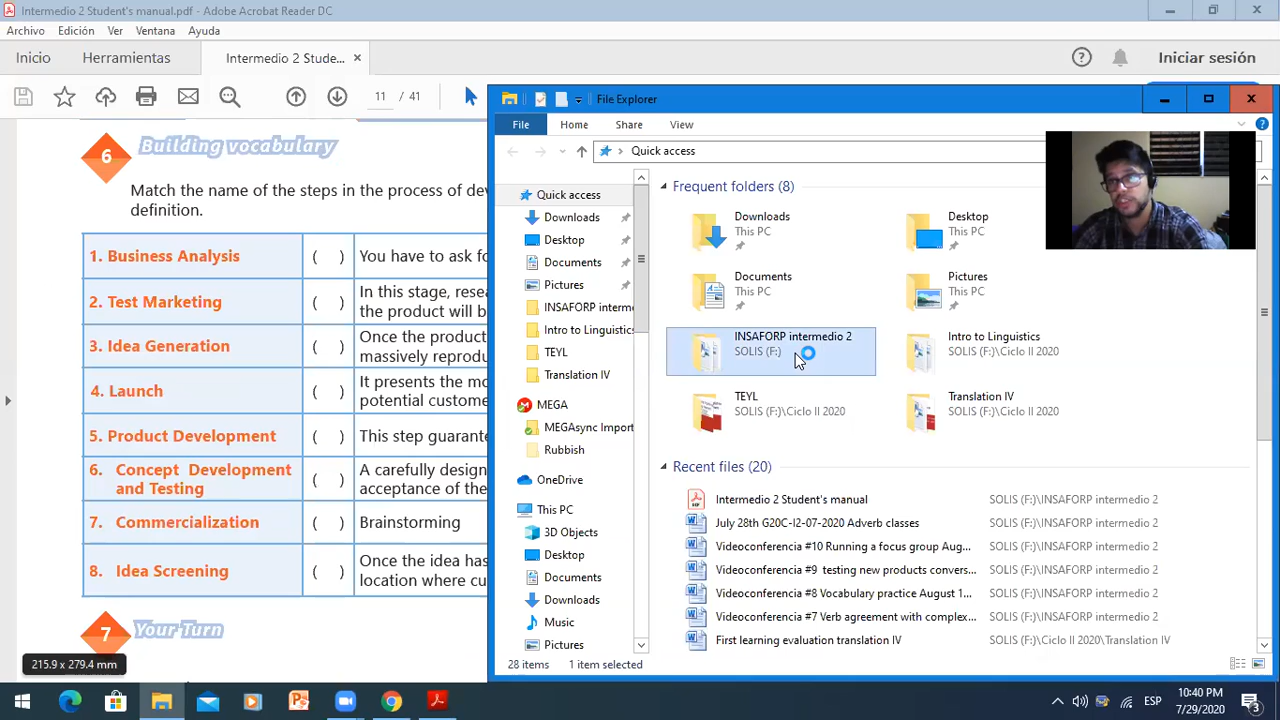 Intermedio 2 Student's manual.pdf - Adobe Acrobat Reader DC
Archivo Edición Ver Ventana Ayuda
Inicio Herramientas Intermedio 2 Stude... Iniciar sesión
11 / 41
6 Building vocabulary
Match the name of the steps in the process of dev
definition.
1. Business Analysis ( ) You have to ask fo
2. Test Marketing ( ) In this stage, resea
the product will b
3. Idea Generation ( ) Once the product
massively reprodu
4. Launch ( ) It presents the mo
potential custome
5. Product Development ( ) This step guarante
6. Concept Development and Testing ( ) A carefully design
acceptance of the
7. Commercialization ( ) Brainstorming
8. Idea Screening ( ) Once the idea has
location where cu
7 Your Turn
215.9 x 279.4 mm
File Explorer
File Home Share View
Quick access
Quick access
Downloads
Desktop
Documents
Pictures
INSAFORP interm
Intro to Linguistics
TEYL
Translation IV
MEGA
MEGAsync Import
Rubbish
OneDrive
This PC
3D Objects
Desktop
Documents
Downloads
Music
Pictures
Frequent folders (8)
Downloads
This PC
Desktop
This PC
Documents
This PC
Pictures
This PC
INSAFORP intermedio 2
SOLIS (F:)
Intro to Linguistics
SOLIS (F:)\Ciclo II 2020
TEYL
SOLIS (F:)\Ciclo II 2020
Translation IV
SOLIS (F:)\Ciclo II 2020
Recent files (20)
Intermedio 2 Student's manual SOLIS (F:)\INSAFORP intermedio 2
July 28th G20C-I2-07-2020 Adverb classes SOLIS (F:)\INSAFORP intermedio 2
Videoconferencia #10 Running a focus group Aug... SOLIS (F:)\INSAFORP intermedio 2
Videoconferencia #9 testing new products convers... SOLIS (F:)\INSAFORP intermedio 2
Videoconferencia #8 Vocabulary practice August 1... SOLIS (F:)\INSAFORP intermedio 2
Videoconferencia #7 Verb agreement with complex... SOLIS (F:)\INSAFORP intermedio 2
First learning evaluation translation IV SOLIS (F:)\Ciclo II 2020\Translation IV
28 items 1 item selected
ESP
10:40 PM
7/29/2020
3